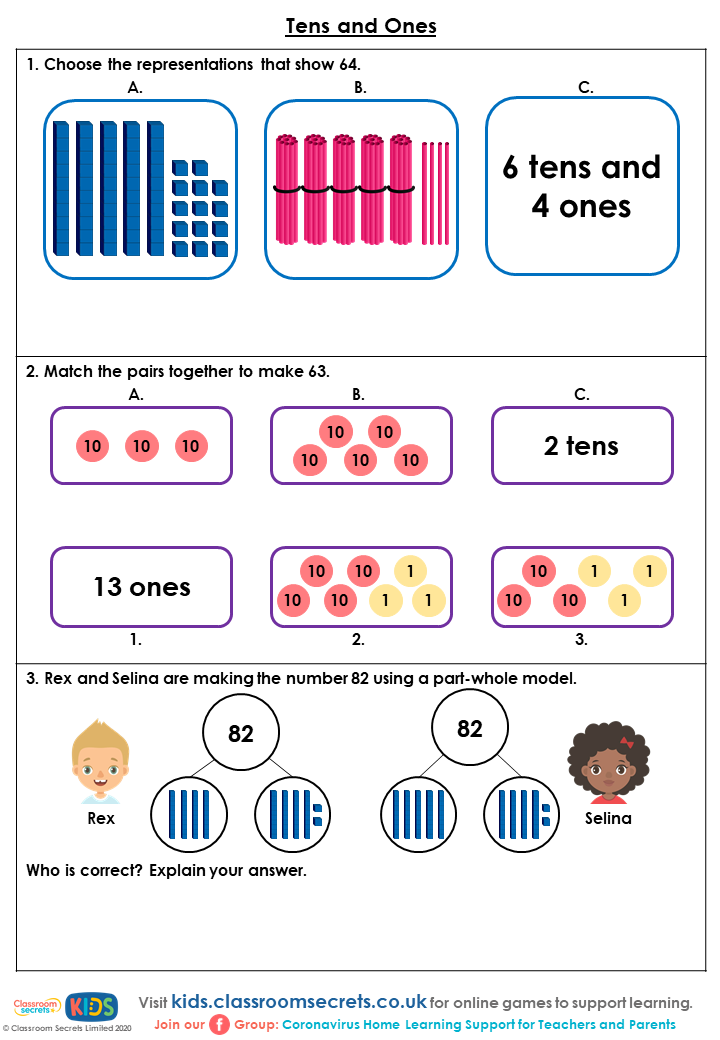 Tens and Ones
1. Choose the representations that show 64.
A. B. C.
6 tens and
4 ones
2. Match the pairs together to make 63.
A. B. C.
10 10 10
10 10
10 10 10
2 tens
13 ones
10 10 1
10 10 1 1
10 1 1
10 10 1
1. 2. 3.
3. Rex and Selina are making the number 82 using a part-whole model.
82
82
Rex
Selina
Who is correct? Explain your answer.
Classroom
secrets
KIDS
© Classroom Secrets Limited 2020
Visit kids.classroomsecrets.co.uk for online games to support learning.
Join our f Group: Coronavirus Home Learning Support for Teachers and Parents